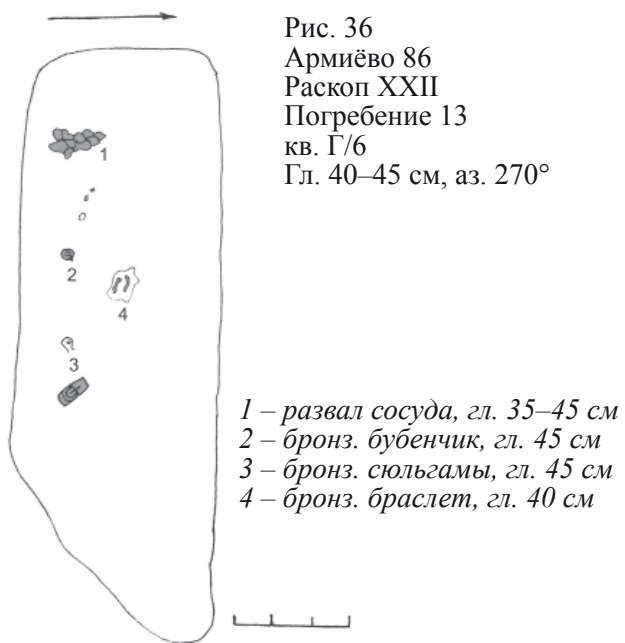 Рис. 36
Армиёво 86
Раскоп XXII
Погребение 13
кв. Г/6
Гл. 40–45 см, аз. 270°
1
2
4
3
1 – развал сосуда, гл. 35–45 см
2 – бронз. бубенчик, гл. 45 см
3 – бронз. сюльгамы, гл. 45 см
4 – бронз. браслет, гл. 40 см